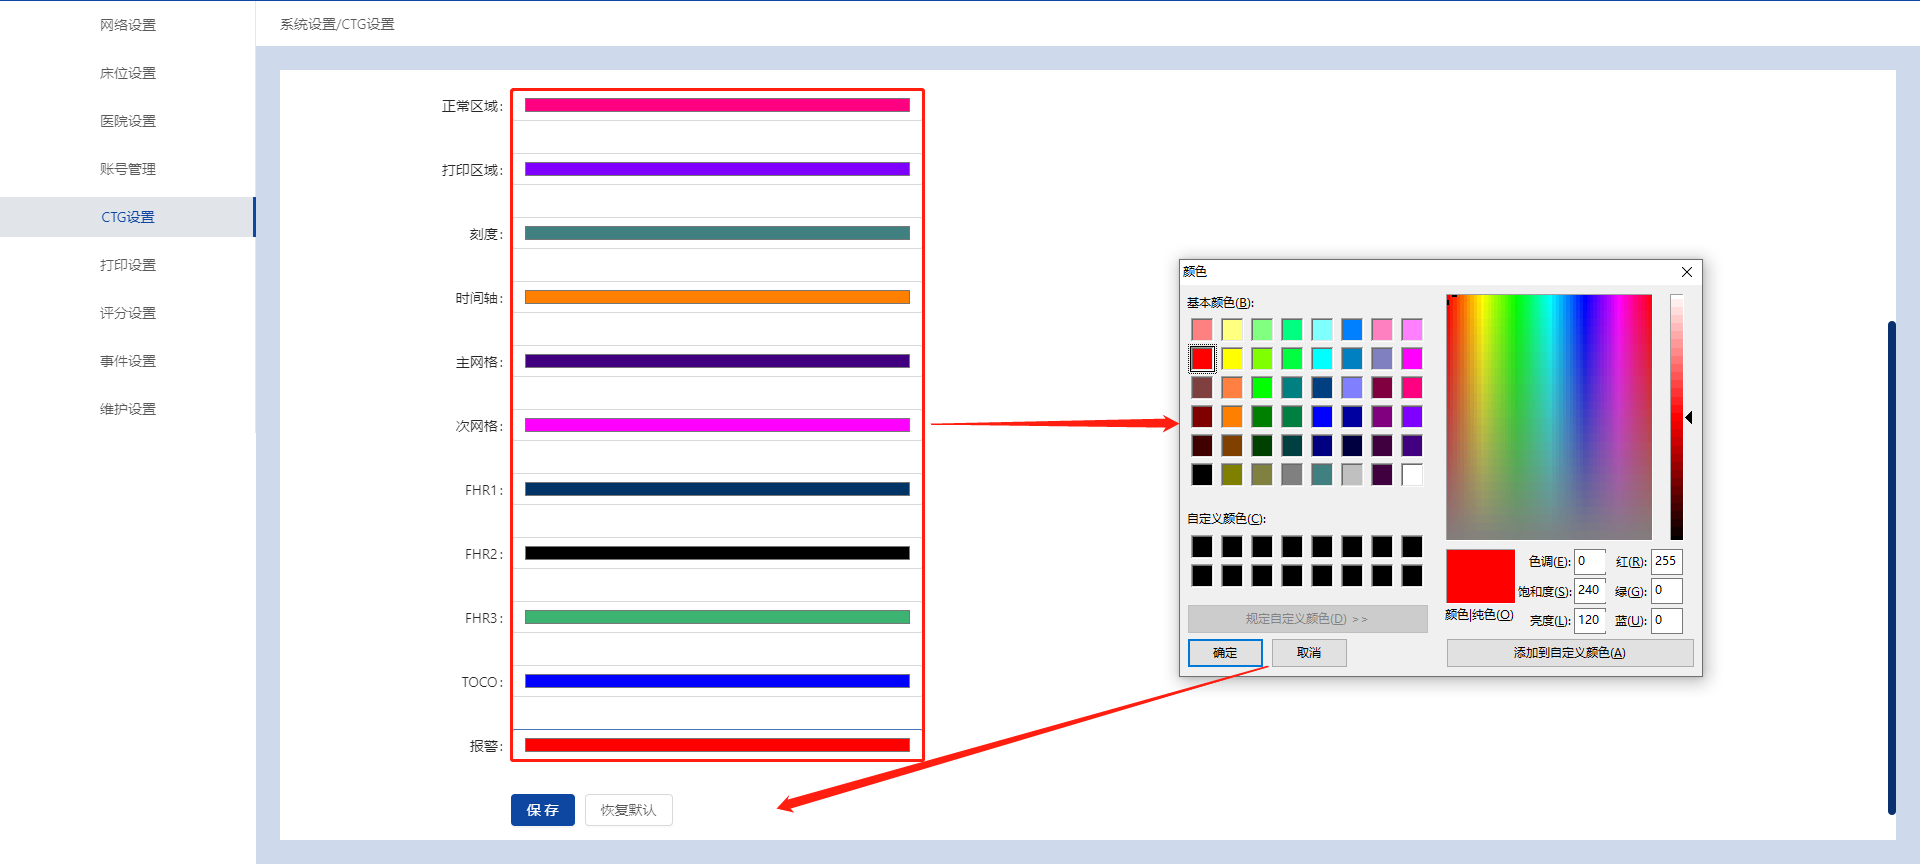 网络设置
床位设置
医院设置
账号管理
CTG设置
打印设置
评分设置
事件设置
维护设置
系统设置/CTG设置
正常区域:
打印区域:
刻度:
时间轴:
主网格:
次网格:
FHR1:
FHR2:
FHR3:
TOCO:
报警:
保 存
恢复默认
颜色
基本颜色(B):
自定义颜色(C):
规定自定义颜色(D) >>
确定
取消
颜色|纯色(O)
色调(E): 0
红(R): 255
饱和度(S): 240
绿(G): 0
亮度(L): 120
蓝(U): 0
添加到自定义颜色(A)